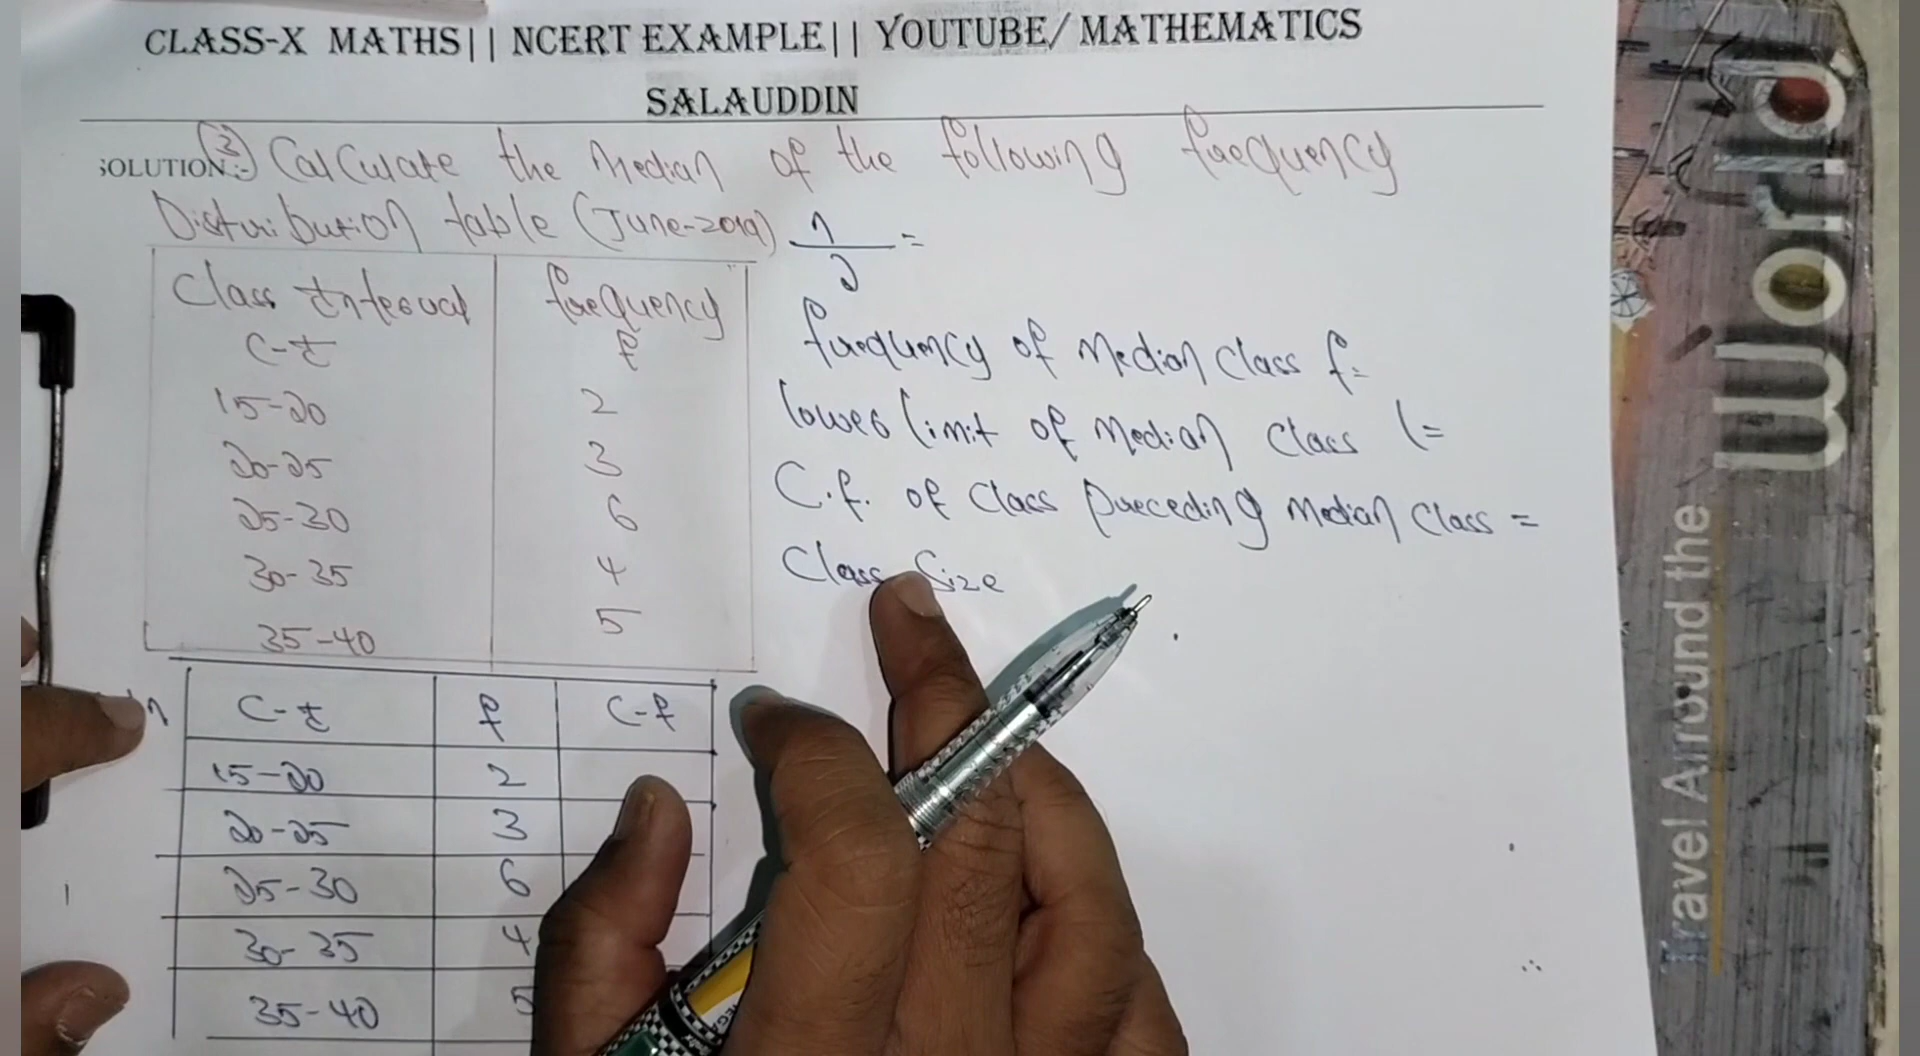 CLASS-X MATHS|| NCERT EXAMPLE|| YOUTUBE/ MATHEMATICS
SALAUDDIN
SOLUTION:- (3) Calculate the Median of the following frequency
Distribution table (June-2019)
Class Interval frequency
C-I f
15-20 2
20-25 3
25-30 6
30-35 4
35-40 5
n/2 =
frequency of Median class f=
lower limit of Median class l=
C.f. of class preceding Median class =
Class Size
C-I f C-f
15-20 2
20-25 3
25-30 6
30-35 4
35-40 5
World
Travel Arround the